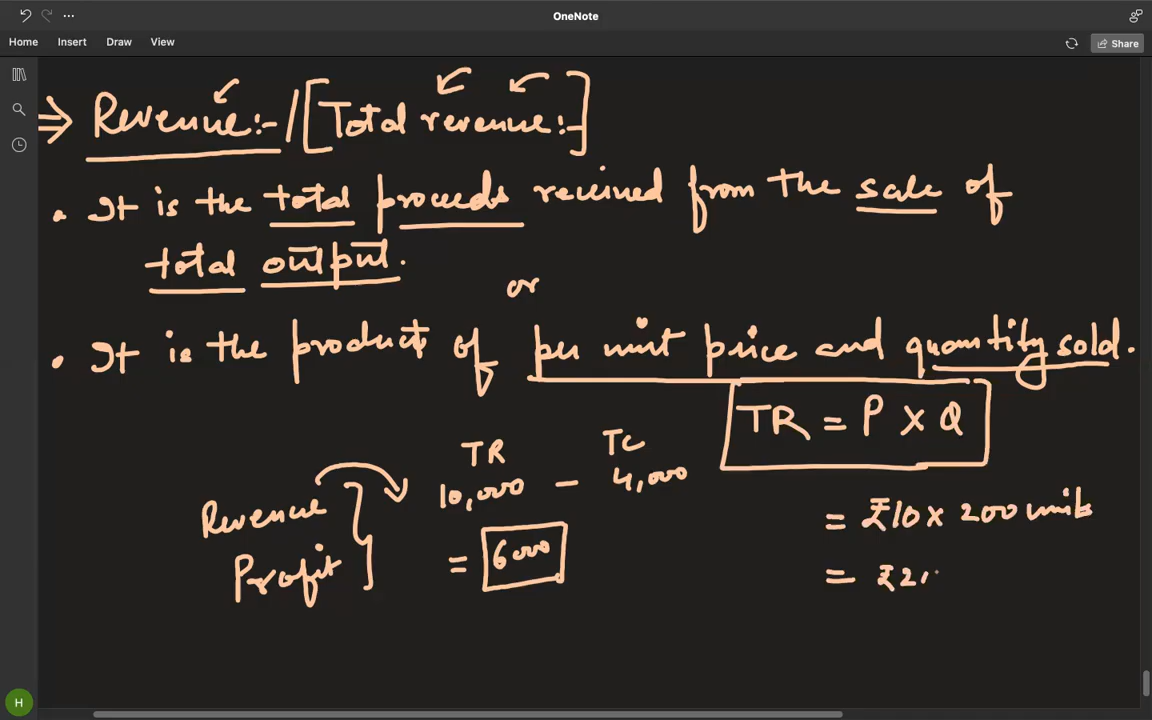 OneNote
Home Insert Draw View
Share
⇒ Revenue:- / [Total revenue:-]
• It is the total proceeds received from the sale of
total output.
or
• It is the product of per unit price and quantity sold.
TR = P × Q
TR TC
Revenue 10,000 - 4,000
= ₹10 × 200 units
Profit = 6000
= ₹2,
H